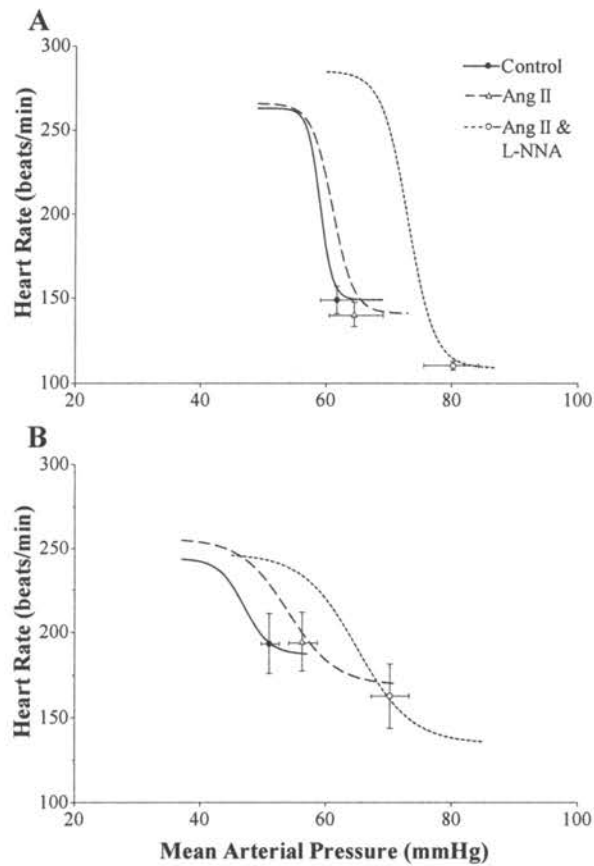 A
300
250
200
150
100
Heart Rate (beats/min)
Control
Ang II
Ang II &
L-NNA
20
40
60
80
100
B
300
250
200
150
100
Heart Rate (beats/min)
20
40
60
80
100
Mean Arterial Pressure (mmHg)